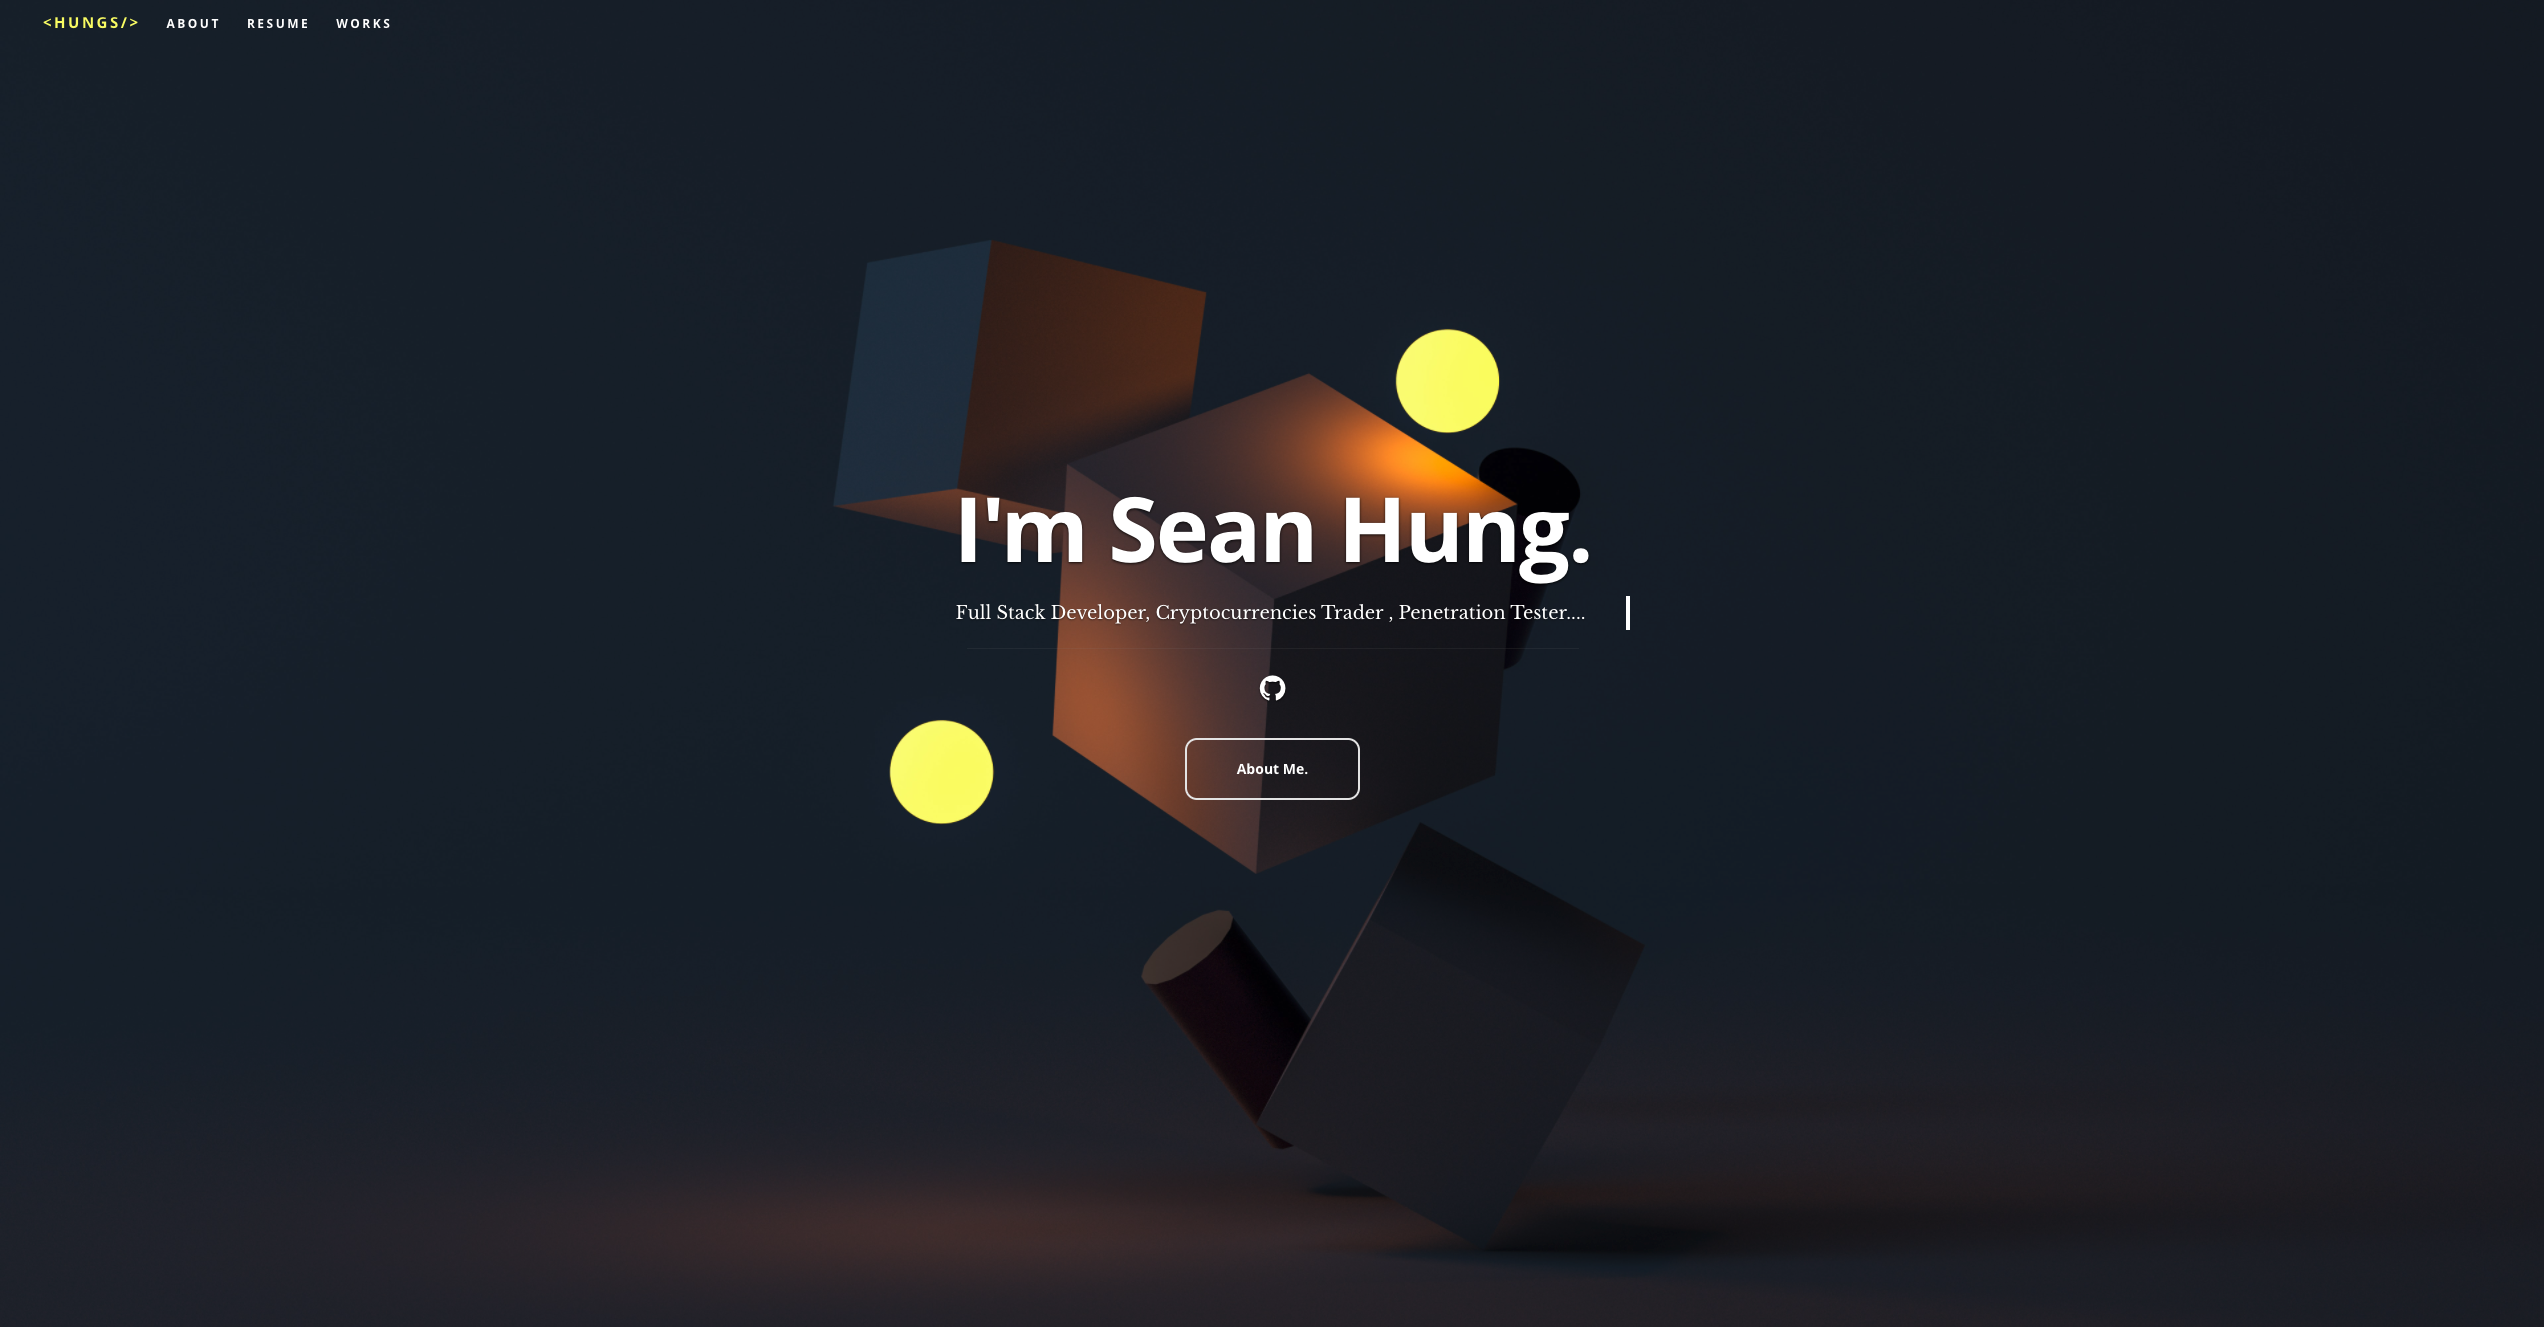 <HUNGS/> ABOUT RESUME WORKS
I'm Sean Hung.
Full Stack Developer, Cryptocurrencies Trader , Penetration Tester....
About Me.